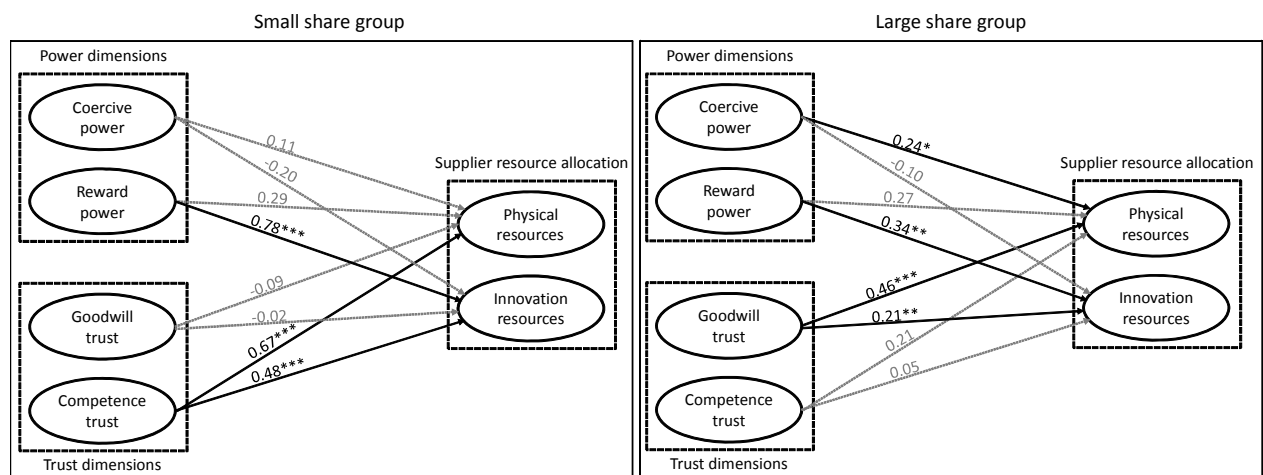 Small share group
Power dimensions
Coercive
power
Reward
power
0.11
-0.20
0.29
0.78***
Supplier resource allocation
Physical
resources
Innovation
resources
-0.09
-0.02
0.67***
0.48***
Goodwill
trust
Competence
trust
Trust dimensions
Large share group
Power dimensions
Coercive
power
Reward
power
0.24*
-0.10
0.27
0.34**
Supplier resource allocation
Physical
resources
Innovation
resources
0.46***
0.21**
0.21
0.05
Goodwill
trust
Competence
trust
Trust dimensions